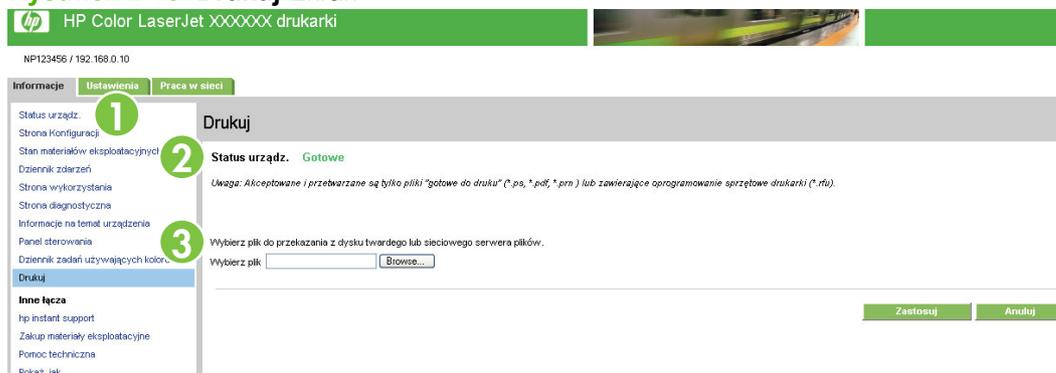 hp HP Color LaserJet XXXXXX drukarki
NP123456 / 192.168.0.10
Informacje Ustawienia Praca w sieci
1
Status urządz.
Strona Konfiguracji
Stan materiałów eksploatacyjnych
Dziennik zdarzeń
Strona wykorzystania
Strona diagnostyczna
Informacje na temat urządzenia
Panel sterowania
Dziennik zadań używających
Drukuj
Inne łącza
hp instant support
Zakup materiały eksploatacyjne
Pomoc techniczna
Drukuj
2
Status urządz. Gotowe
Uwaga: Akceptowane i przetwarzane są tylko pliki "gotowe do druku" (*.ps, *.pdf, *.prn ) lub zawierające oprogramowanie sprzętowe drukarki (*.rfu).
3
Wybierz plik do przekazania z dysku twardego lub sieciowego serwera plików.
Wybierz plik Browse...
Zastosuj Anuluj